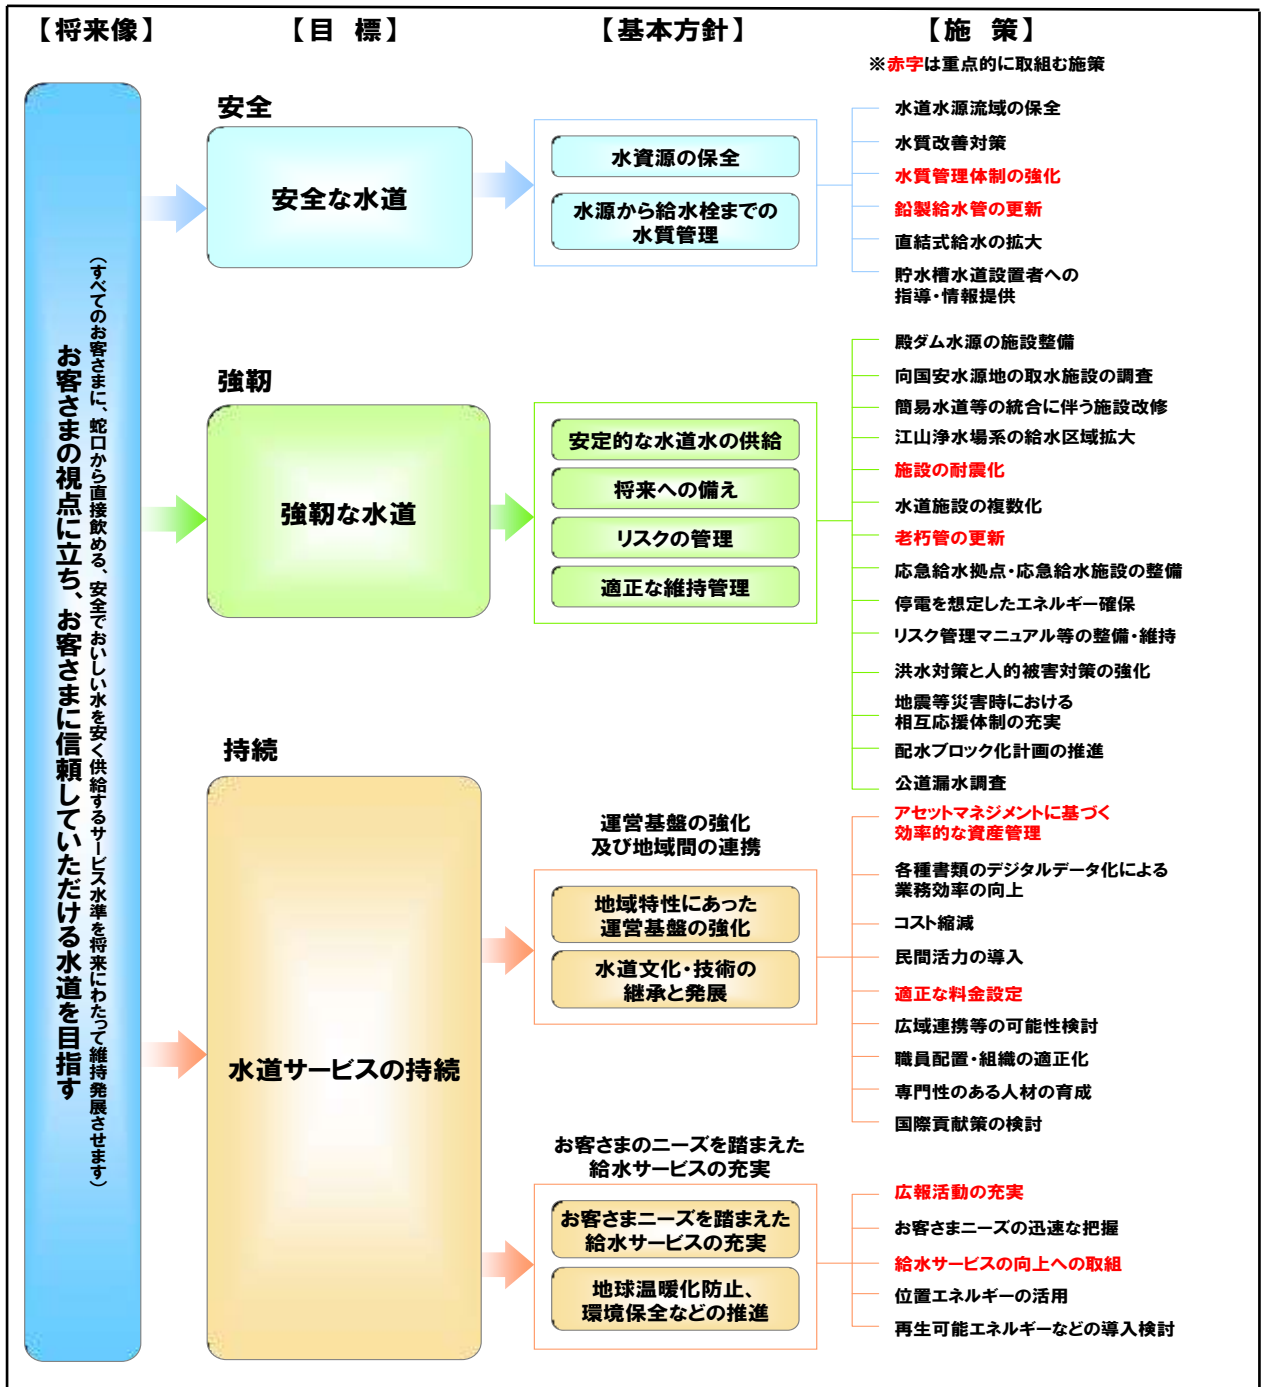 【将来像】
【目 標】
【基本方針】
【施 策】
※赤字は重点的に取組む施策
お客さまの視点に立ち、お客さまに信頼していただける水道を目指す
（すべてのお客さまに、蛇口から直接飲める、安全でおいしい水を安く供給するサービス水準を将来にわたって維持発展させます）
安全
安全な水道
水資源の保全
水源から給水栓までの
水質管理
水道水源流域の保全
水質改善対策
水質管理体制の強化
鉛製給水管の更新
直結式給水の拡大
貯水槽水道設置者への
指導・情報提供
強靭
強靭な水道
安定的な水道水の供給
将来への備え
リスクの管理
適正な維持管理
殿ダム水源の施設整備
向国安水源地の取水施設の調査
簡易水道等の統合に伴う施設改修
江山浄水場系の給水区域拡大
施設の耐震化
水道施設の複数化
老朽管の更新
応急給水拠点・応急給水施設の整備
停電を想定したエネルギー確保
リスク管理マニュアル等の整備・維持
洪水対策と人的被害対策の強化
地震等災害時における
相互応援体制の充実
配水ブロック化計画の推進
公道漏水調査
持続
水道サービスの持続
運営基盤の強化
及び地域間の連携
地域特性にあった
運営基盤の強化
水道文化・技術の
継承と発展
アセットマネジメントに基づく
効率的な資産管理
各種書類のデジタルデータ化による
業務効率の向上
コスト縮減
民間活力の導入
適正な料金設定
広域連携等の可能性検討
職員配置・組織の適正化
専門性のある人材の育成
国際貢献策の検討
お客さまのニーズを踏まえた
給水サービスの充実
お客さまニーズを踏まえた
給水サービスの充実
地球温暖化防止、
環境保全などの推進
広報活動の充実
お客さまニーズの迅速な把握
給水サービスの向上への取組
位置エネルギーの活用
再生可能エネルギーなどの導入検討